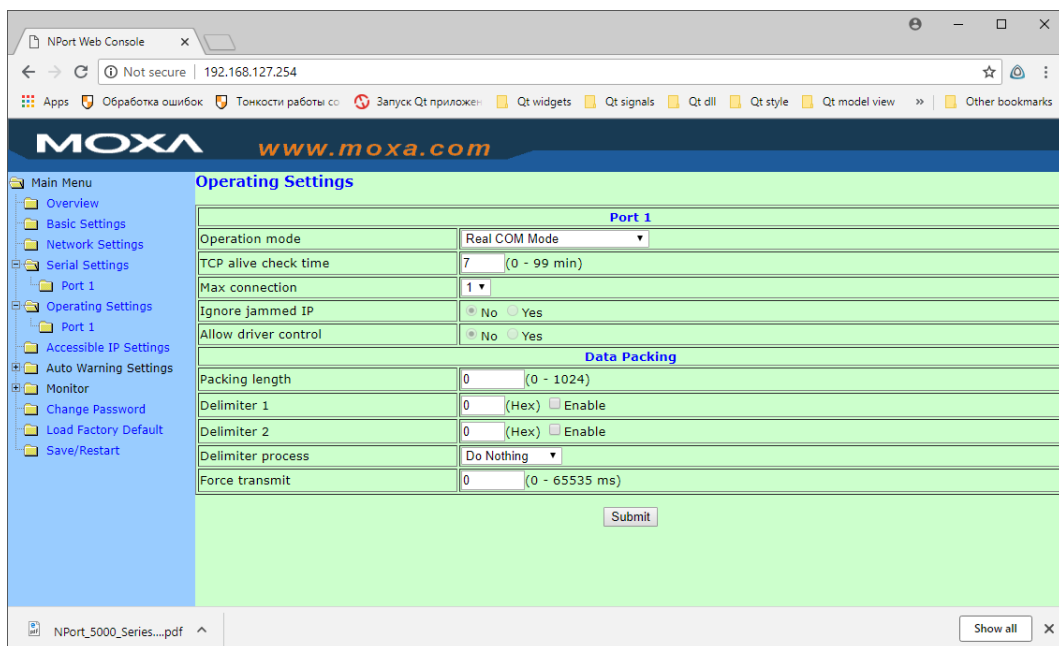 NPort Web Console
Not secure | 192.168.127.254
Apps Обработка ошибок Тонкости работы со Запуск Qt приложен Qt widgets Qt signals Qt dll Qt style Qt model view » Other bookmarks
MOXA www.moxa.com
Main Menu
Overview
Basic Settings
Network Settings
Serial Settings
Port 1
Operating Settings
Port 1
Accessible IP Settings
Auto Warning Settings
Monitor
Change Password
Load Factory Default
Save/Restart
Operating Settings
Port 1
Operation mode Real COM Mode
TCP alive check time 7 (0 - 99 min)
Max connection 1
Ignore jammed IP No Yes
Allow driver control No Yes
Data Packing
Packing length 0 (0 - 1024)
Delimiter 1 0 (Hex) Enable
Delimiter 2 0 (Hex) Enable
Delimiter process Do Nothing
Force transmit 0 (0 - 65535 ms)
Submit
NPort_5000_Series....pdf Show all